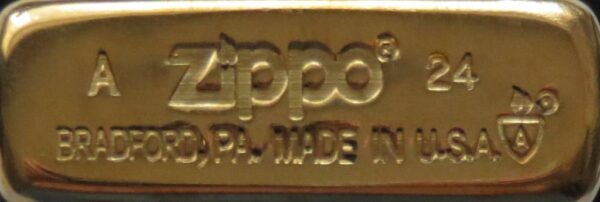 A Zippo® 24
BRADFORD, PA. MADE IN U.S.A. A